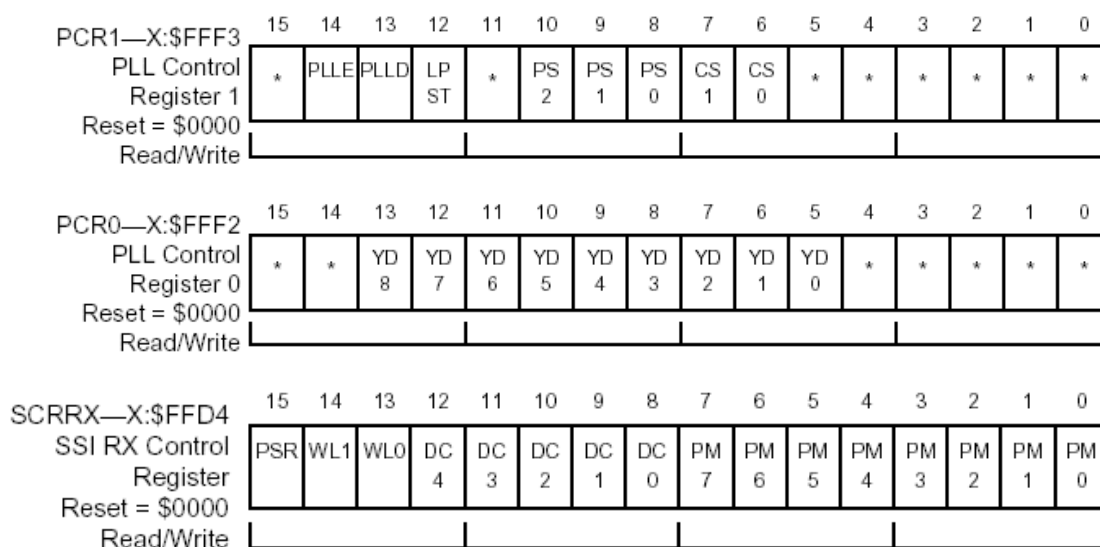 15 14 13 12 11 10 9 8 7 6 5 4 3 2 1 0
PCR1—X:$FFF3
PLL Control
Register 1
Reset = $0000
Read/Write
* PLLE PLLD LP ST * PS 2 PS 1 PS 0 CS 1 CS 0 * * * * * *
15 14 13 12 11 10 9 8 7 6 5 4 3 2 1 0
PCR0—X:$FFF2
PLL Control
Register 0
Reset = $0000
Read/Write
* * YD 8 YD 7 YD 6 YD 5 YD 4 YD 3 YD 2 YD 1 YD 0 * * * * *
15 14 13 12 11 10 9 8 7 6 5 4 3 2 1 0
SCRRX—X:$FFD4
SSI RX Control
Register
Reset = $0000
Read/Write
PSR WL1 WL0 DC 4 DC 3 DC 2 DC 1 DC 0 PM 7 PM 6 PM 5 PM 4 PM 3 PM 2 PM 1 PM 0